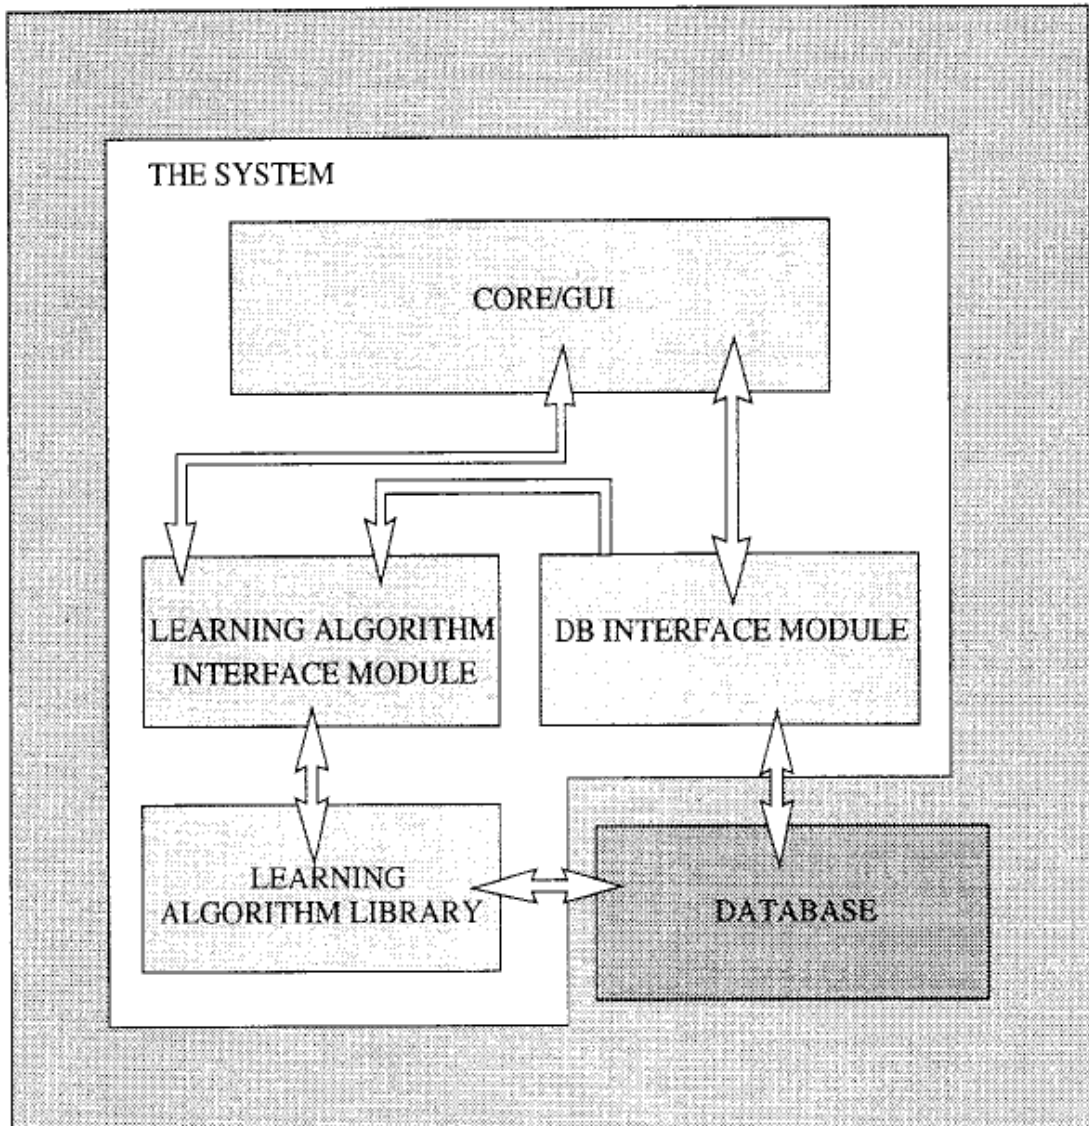 THE SYSTEM
CORE/GUI
LEARNING ALGORITHM
INTERFACE MODULE
DB INTERFACE MODULE
LEARNING
ALGORITHM LIBRARY
DATABASE